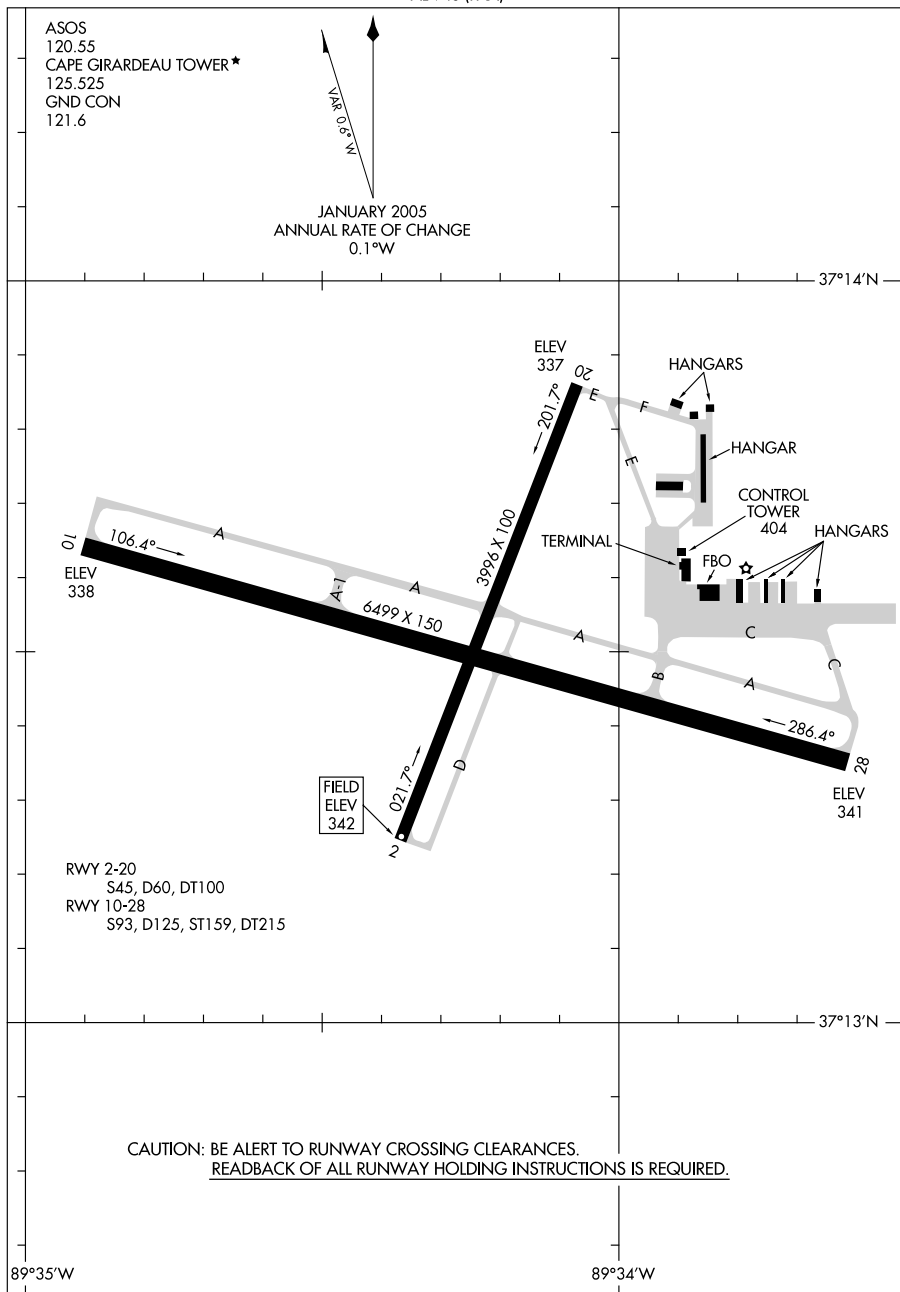 ASOS
120.55
CAPE GIRARDEAU TOWER★
125.525
GND CON
121.6
VAR 0.6° W
JANUARY 2005
ANNUAL RATE OF CHANGE
0.1°W
37°14'N
ELEV
337
20
201.7°
E
F
HANGARS
E
HANGAR
CONTROL
TOWER
404
HANGARS
TERMINAL
FBO
3996 X 100
A
10
106.4°
ELEV
338
A-1
A
6499 X 150
A
C
C
B
A
286.4°
28
ELEV
341
D
021.7°
FIELD
ELEV
342
2
RWY 2-20
S45, D60, DT100
RWY 10-28
S93, D125, ST159, DT215
37°13'N
CAUTION: BE ALERT TO RUNWAY CROSSING CLEARANCES.
READBACK OF ALL RUNWAY HOLDING INSTRUCTIONS IS REQUIRED.
89°35'W
89°34'W